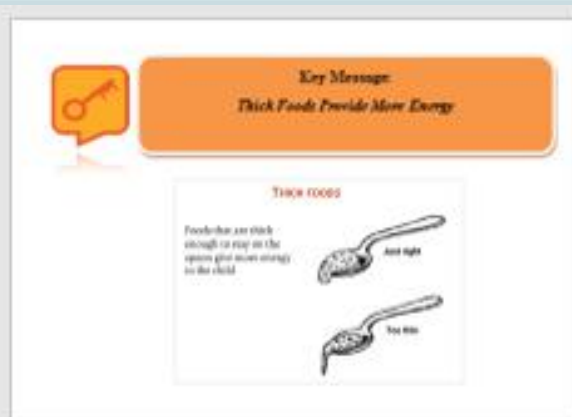 Key Message
Thick Foods Provide More Energy
THICK FOODS
Foods that are thick
enough to stay on the
spoon give more energy
to the child
Just right
Too thin